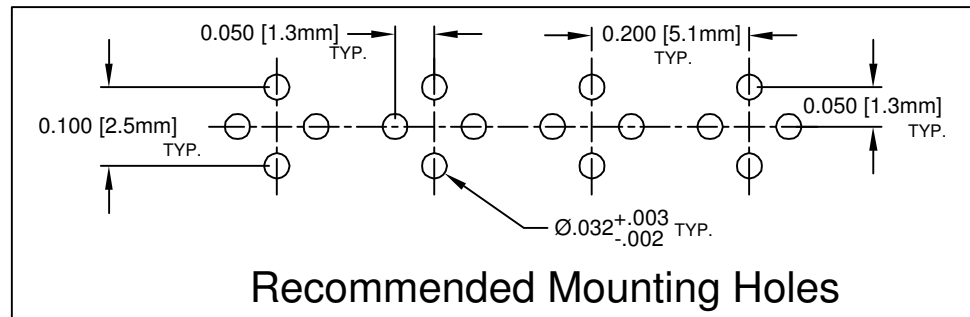 0.050 [1.3mm]
TYP.
0.200 [5.1mm]
TYP.
0.100 [2.5mm]
TYP.
0.050 [1.3mm]
TYP.
Ø.032+.003 TYP.
-.002
Recommended Mounting Holes